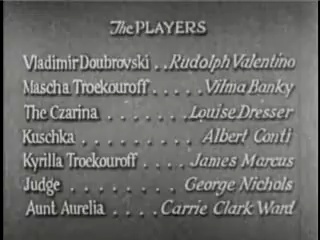 The PLAYERS
Vladimir Doubrovski . . Rudolph Valentino
Mascha Troekouroff . . . . . Vilma Banky
The Czarina . . . . . . . Louise Dresser
Kuschka . . . . . . . . . Albert Conti
Kyrilla Troekouroff . . . . . James Marcus
Judge . . . . . . . . George Nichols
Aunt Aurelia . . . . Carrie Clark Ward